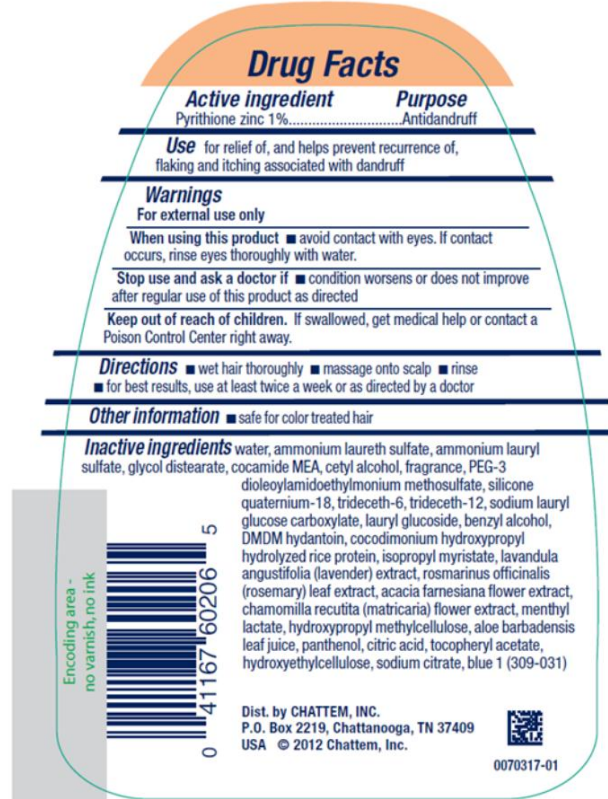 Drug Facts
Active ingredient Purpose
Pyrithione zinc 1%.............................Antidandruff
Use for relief of, and helps prevent recurrence of,
flaking and itching associated with dandruff
Warnings
For external use only
When using this product ■ avoid contact with eyes. If contact
occurs, rinse eyes thoroughly with water.
Stop use and ask a doctor if ■ condition worsens or does not improve
after regular use of this product as directed
Keep out of reach of children. If swallowed, get medical help or contact a
Poison Control Center right away.
Directions ■ wet hair thoroughly ■ massage onto scalp ■ rinse
■ for best results, use at least twice a week or as directed by a doctor
Other information ■ safe for color treated hair
Inactive ingredients water, ammonium laureth sulfate, ammonium lauryl
sulfate, glycol distearate, cocamide MEA, cetyl alcohol, fragrance, PEG-3
dioleoylamidoethylmonium methosulfate, silicone
quaternium-18, trideceth-6, trideceth-12, sodium lauryl
glucose carboxylate, lauryl glucoside, benzyl alcohol,
DMDM hydantoin, cocodimonium hydroxypropyl
hydrolyzed rice protein, isopropyl myristate, lavandula
angustifolia (lavender) extract, rosmarinus officinalis
(rosemary) leaf extract, acacia farnesiana flower extract,
chamomilla recutita (matricaria) flower extract, menthyl
lactate, hydroxypropyl methylcellulose, aloe barbadensis
leaf juice, panthenol, citric acid, tocopheryl acetate,
hydroxyethylcellulose, sodium citrate, blue 1 (309-031)
Encoding area -
no varnish, no ink
0 41167 60206 5
Dist. by CHATTEM, INC.
P.O. Box 2219, Chattanooga, TN 37409
USA © 2012 Chattem, Inc.
0070317-01